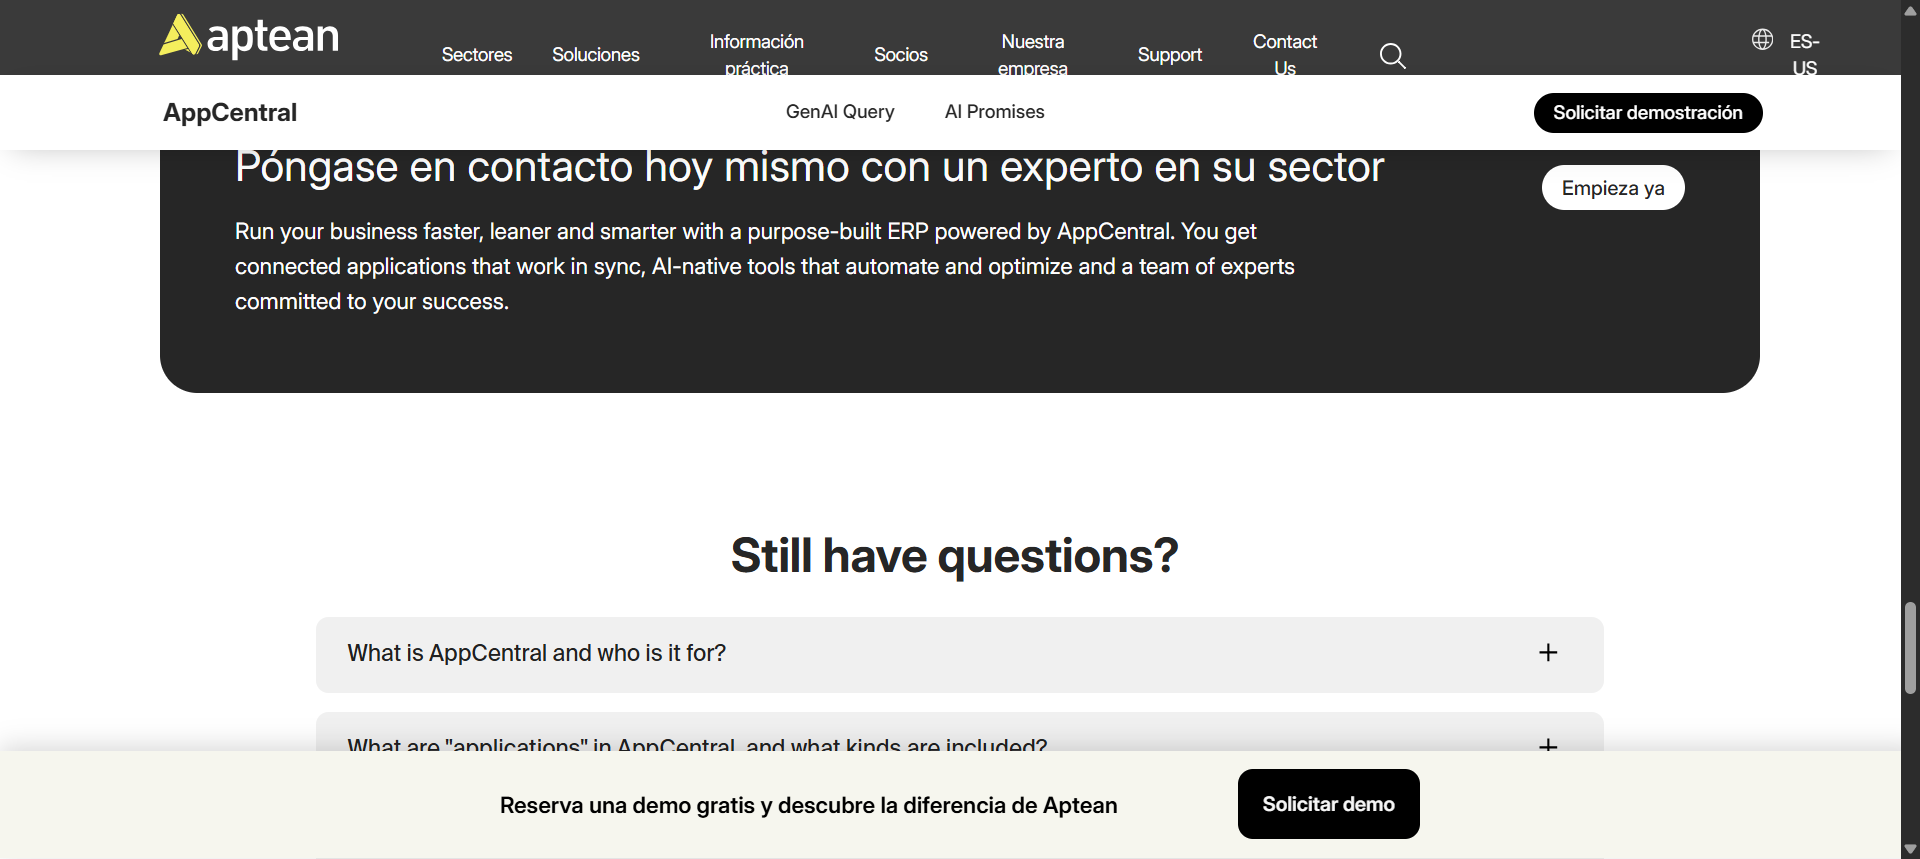 aptean
Sectores
Soluciones
Información
práctica
Socios
Nuestra
empresa
Support
Contact
Us
ES-
US
AppCentral
GenAI Query
AI Promises
Solicitar demostración
Póngase en contacto hoy mismo con un experto en su sector
Empieza ya
Run your business faster, leaner and smarter with a purpose-built ERP powered by AppCentral. You get
connected applications that work in sync, AI-native tools that automate and optimize and a team of experts
committed to your success.
Still have questions?
What is AppCentral and who is it for?
What are "applications" in AppCentral, and what kinds are included?
Reserva una demo gratis y descubre la diferencia de Aptean
Solicitar demo